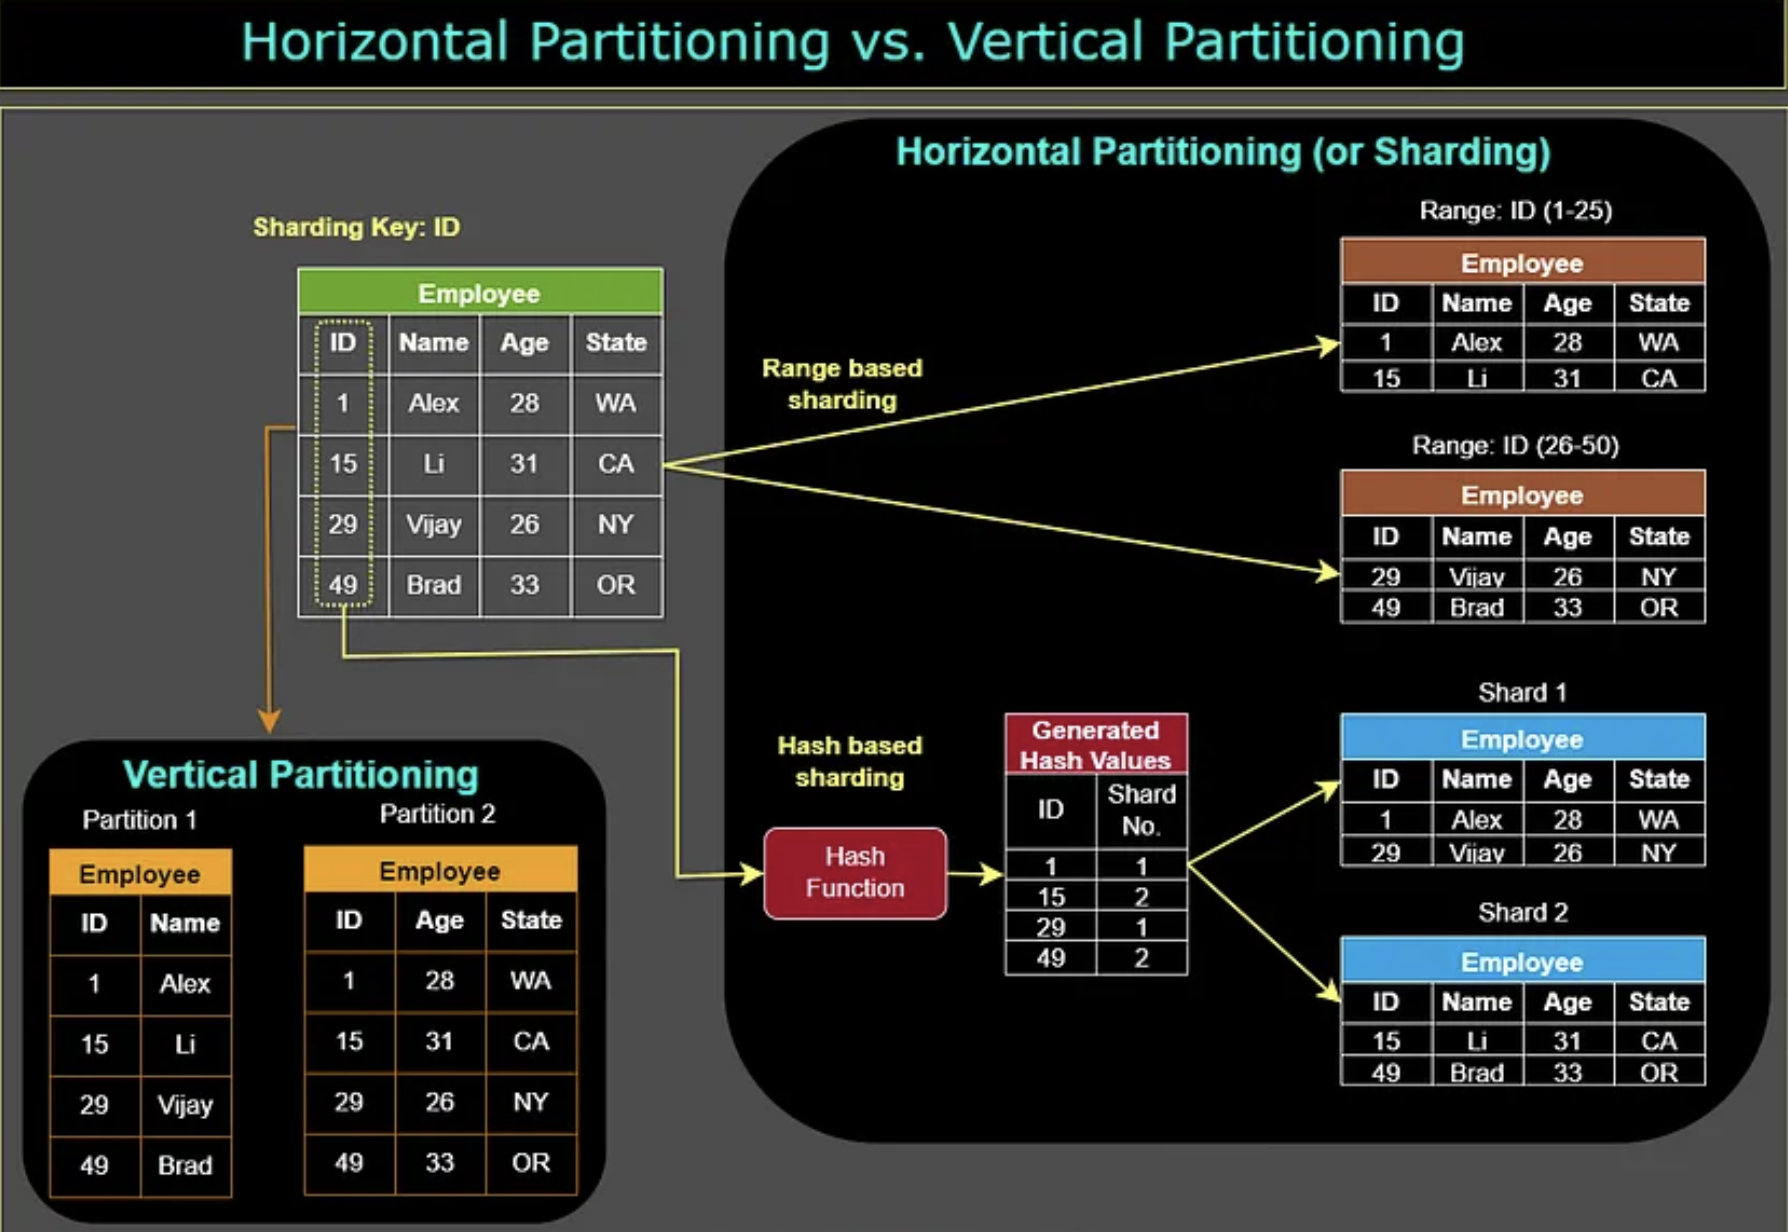 Horizontal Partitioning vs. Vertical Partitioning
Sharding Key: ID
Employee
ID Name Age State
1 Alex 28 WA
15 Li 31 CA
29 Vijay 26 NY
49 Brad 33 OR
Vertical Partitioning
Partition 1
Employee
ID Name
1 Alex
15 Li
29 Vijay
49 Brad
Partition 2
Employee
ID Age State
1 28 WA
15 31 CA
29 26 NY
49 33 OR
Horizontal Partitioning (or Sharding)
Range based
sharding
Range: ID (1-25)
Employee
ID Name Age State
1 Alex 28 WA
15 Li 31 CA
Range: ID (26-50)
Employee
ID Name Age State
29 Vijay 26 NY
49 Brad 33 OR
Hash based
sharding
Hash
Function
Generated
Hash Values
ID Shard
No.
1 1
15 2
29 1
49 2
Shard 1
Employee
ID Name Age State
1 Alex 28 WA
29 Vijay 26 NY
Shard 2
Employee
ID Name Age State
15 Li 31 CA
49 Brad 33 OR